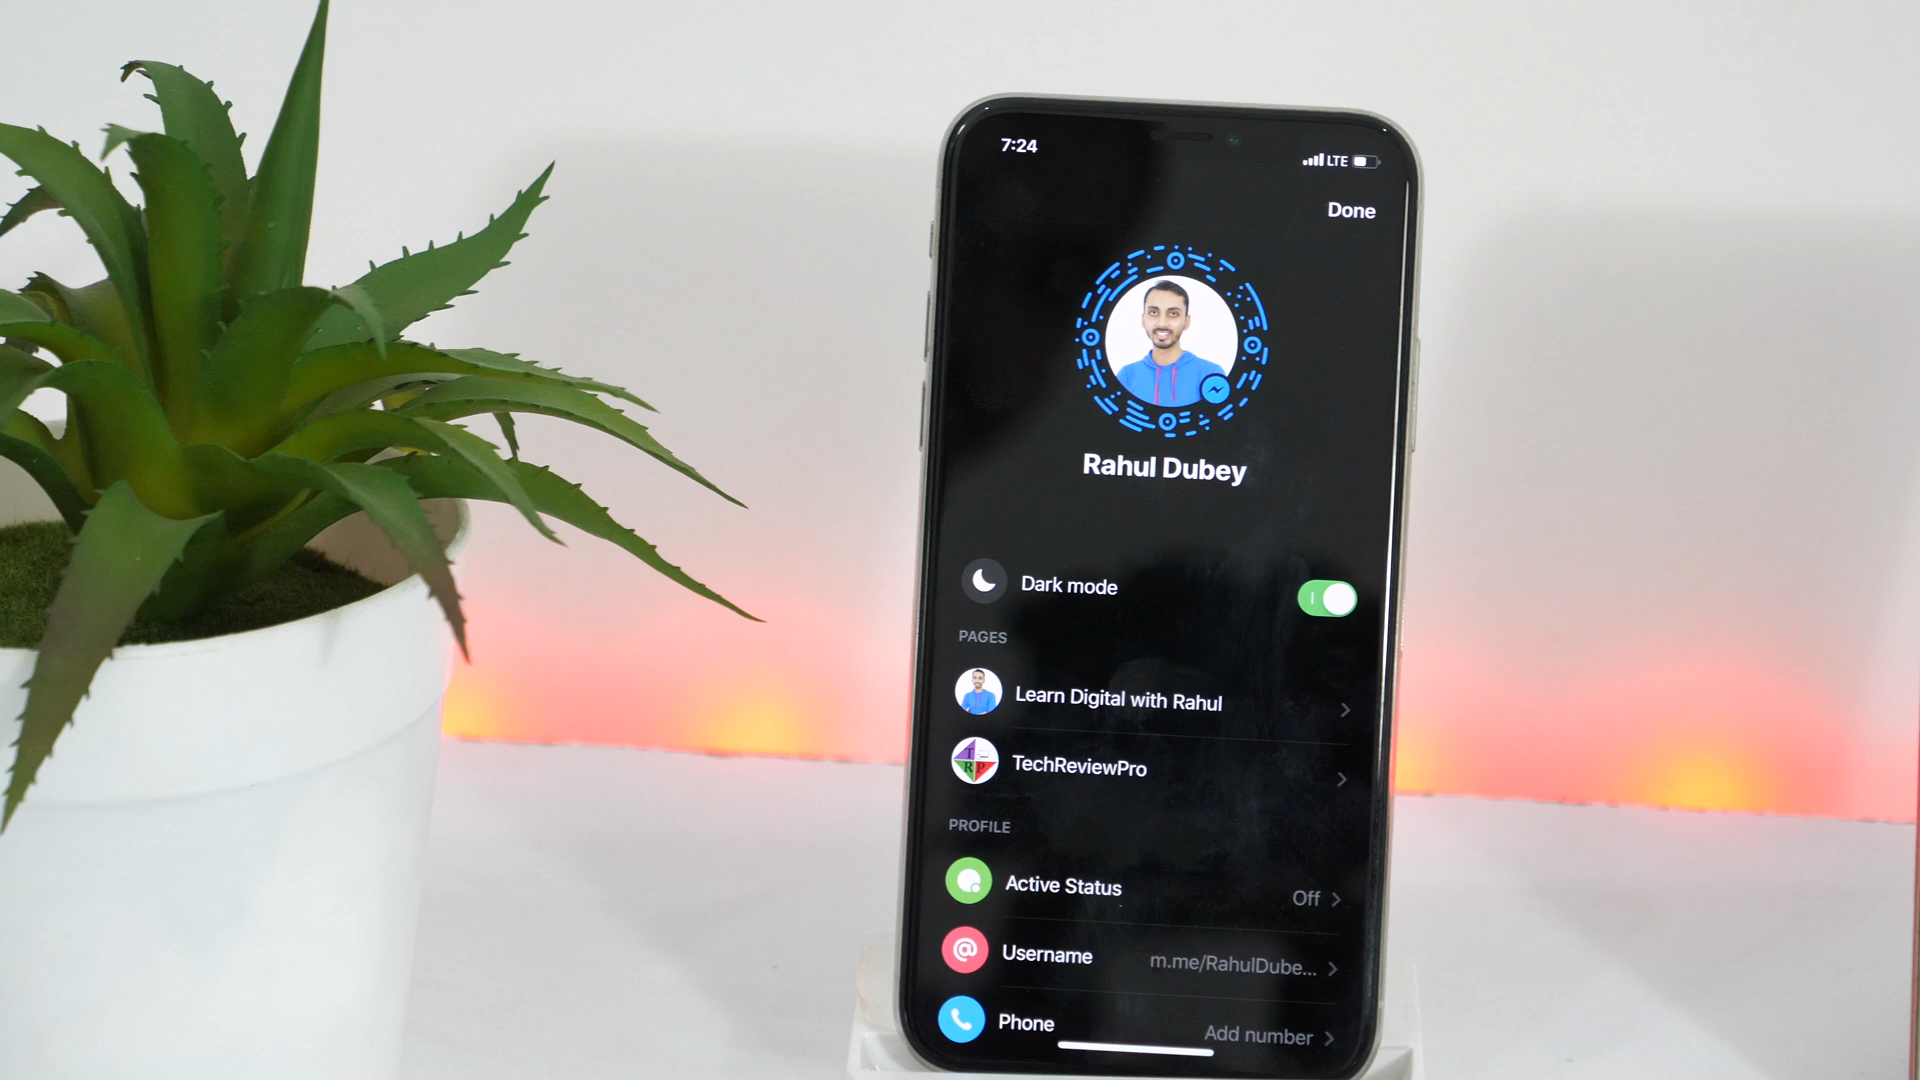 7:24
LTE
Done
Rahul Dubey
Dark mode
PAGES
Learn Digital with Rahul
T
RP
TechReviewPro
PROFILE
Active Status
Off
@
Username
m.me/RahulDube...
Phone
Add number